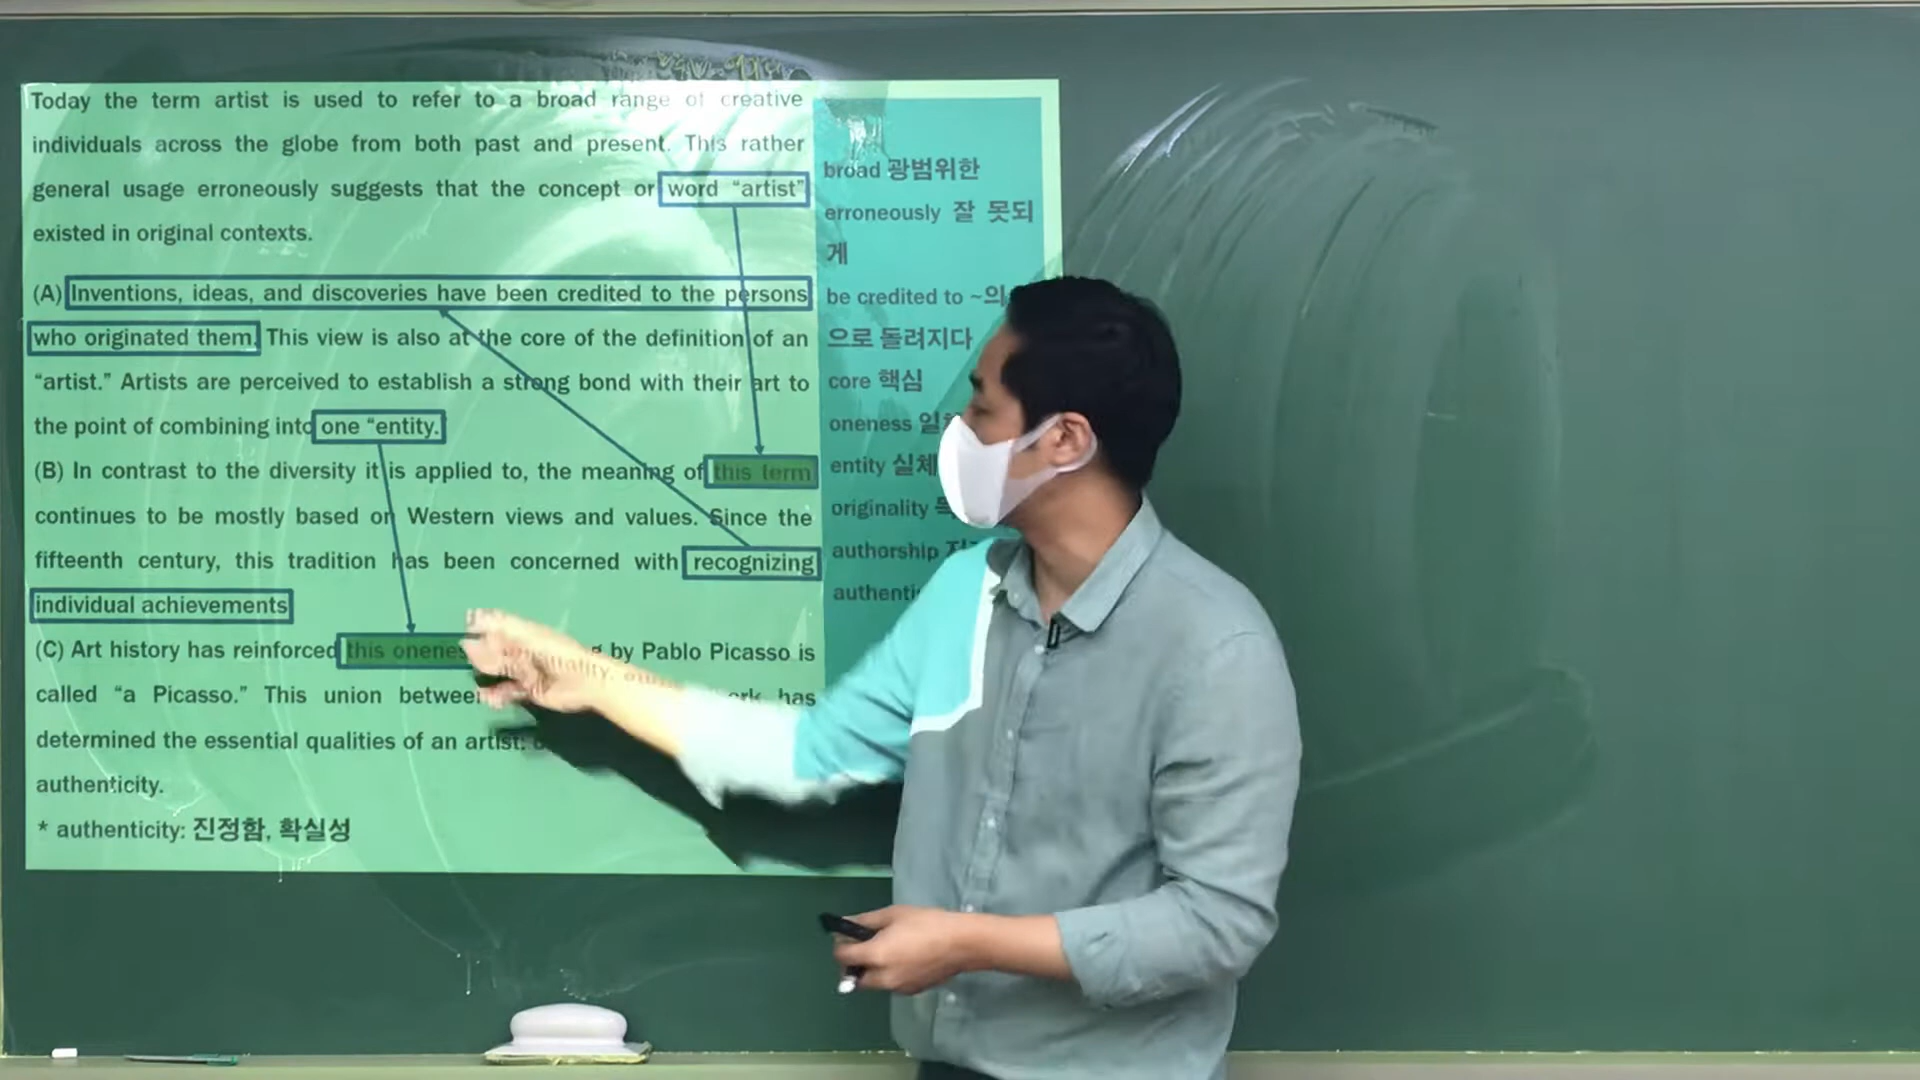 Today the term artist is used to refer to a broad range of creative
individuals across the globe from both past and present. This rather
general usage erroneously suggests that the concept or word “artist”
existed in original contexts.
(A) Inventions, ideas, and discoveries have been credited to the persons
who originated them. This view is also at the core of the definition of an
“artist.” Artists are perceived to establish a strong bond with their art to
the point of combining into one “entity.
(B) In contrast to the diversity it is applied to, the meaning of this term
continues to be mostly based on Western views and values. Since the
fifteenth century, this tradition has been concerned with recognizing
individual achievements
(C) Art history has reinforced this by Pablo Picasso is
called “a Picasso.” This union between has
determined the essential qualities of an artist:
authenticity.
* authenticity: 진정함, 확실성
broad 광범위한
erroneously 잘 못되
게
be credited to ~의
으로 돌려지다
core 핵심
oneness
entity 실체
originality
authorship